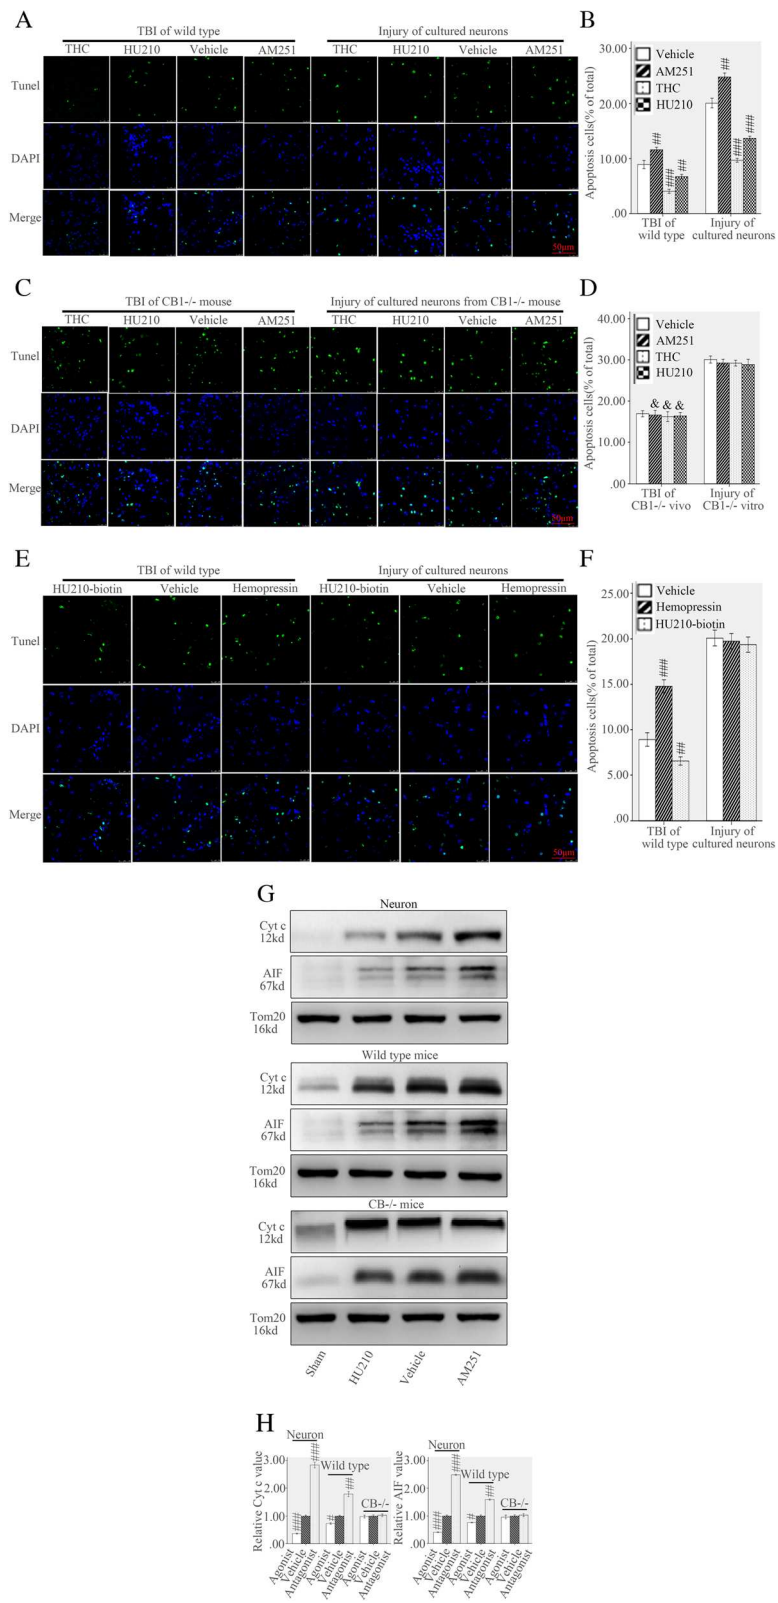 A
TBI of wild type
Injury of cultured neurons
THC HU210 Vehicle AM251 THC HU210 Vehicle AM251
Tunel
DAPI
Merge
50μm
B
Vehicle
AM251
THC
HU210
Apoptosis cells(% of total)
30.00
20.00
10.00
.00
## ### ## ## ### ###
TBI of wild type
Injury of cultured neurons
C
TBI of CB1-/- mouse
Injury of cultured neurons from CB1-/- mouse
THC HU210 Vehicle AM251 THC HU210 Vehicle AM251
Tunel
DAPI
Merge
50μm
D
Vehicle
AM251
THC
HU210
Apoptosis cells(% of total)
40.00
30.00
20.00
10.00
.00
& & &
TBI of CB1-/- vivo
Injury of CB1-/- vitro
E
TBI of wild type
Injury of cultured neurons
HU210-biotin Vehicle Hemopressin HU210-biotin Vehicle Hemopressin
Tunel
DAPI
Merge
50μm
F
Vehicle
Hemopressin
HU210-biotin
Apoptosis cells(% of total)
25.00
20.00
15.00
10.00
5.00
.00
### ##
TBI of wild type
Injury of cultured neurons
G
Neuron
Cyt c
12kd
AIF
67kd
Tom20
16kd
Wild type mice
Cyt c
12kd
AIF
67kd
Tom20
16kd
CB-/- mice
Cyt c
12kd
AIF
67kd
Tom20
16kd
Sham HU210 Vehicle AM251
H
Neuron
Wild type
CB-/-
Relative Cyt c value
3.00
2.00
1.00
.00
Agonist Vehicle Antagonist Agonist Vehicle Antagonist Agonist Vehicle Antagonist
Neuron
Wild type
CB-/-
Relative AIF value
3.00
2.00
1.00
.00
Agonist Vehicle Antagonist Agonist Vehicle Antagonist Agonist Vehicle Antagonist